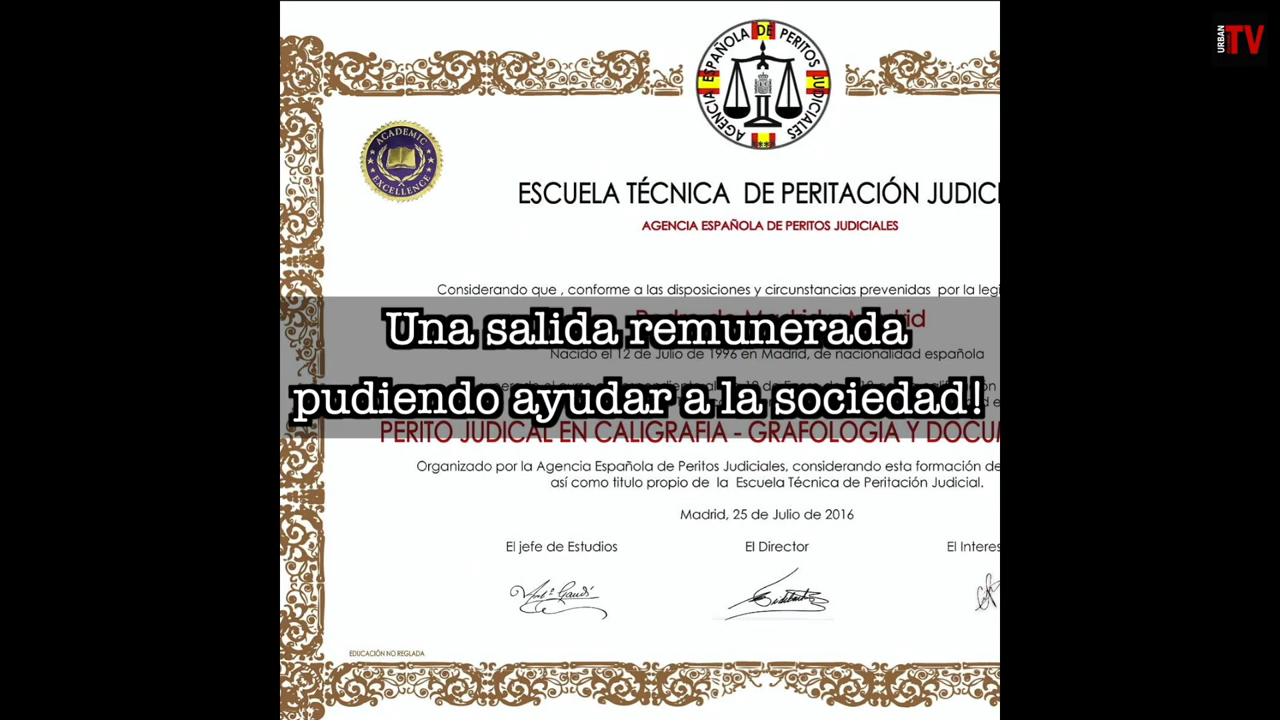 URBAN TV
AGENCIA ESPAÑOLA DE PERITOS JUDICIALES
ACADEMIC EXCELLENCE
ESCUELA TÉCNICA DE PERITACIÓN JUDICI
AGENCIA ESPAÑOLA DE PERITOS JUDICIALES
Considerando que , conforme a las disposiciones y circunstancias prevenidas por la legi
Una salida remunerada
Nacido el 12 de Julio de 1996 en Madrid, de nacionalidad española
pudiendo ayudar a la sociedad!
PERITO JUDICAL EN CALIGRAFIA - GRAFOLOGIA Y DOCUM
Organizado por la Agencia Española de Peritos Judiciales, considerando esta formación de
así como titulo propio de la Escuela Técnica de Peritación Judicial.
Madrid, 25 de Julio de 2016
El jefe de Estudios
El Director
El Interes
EDUCACIÓN NO REGLADA